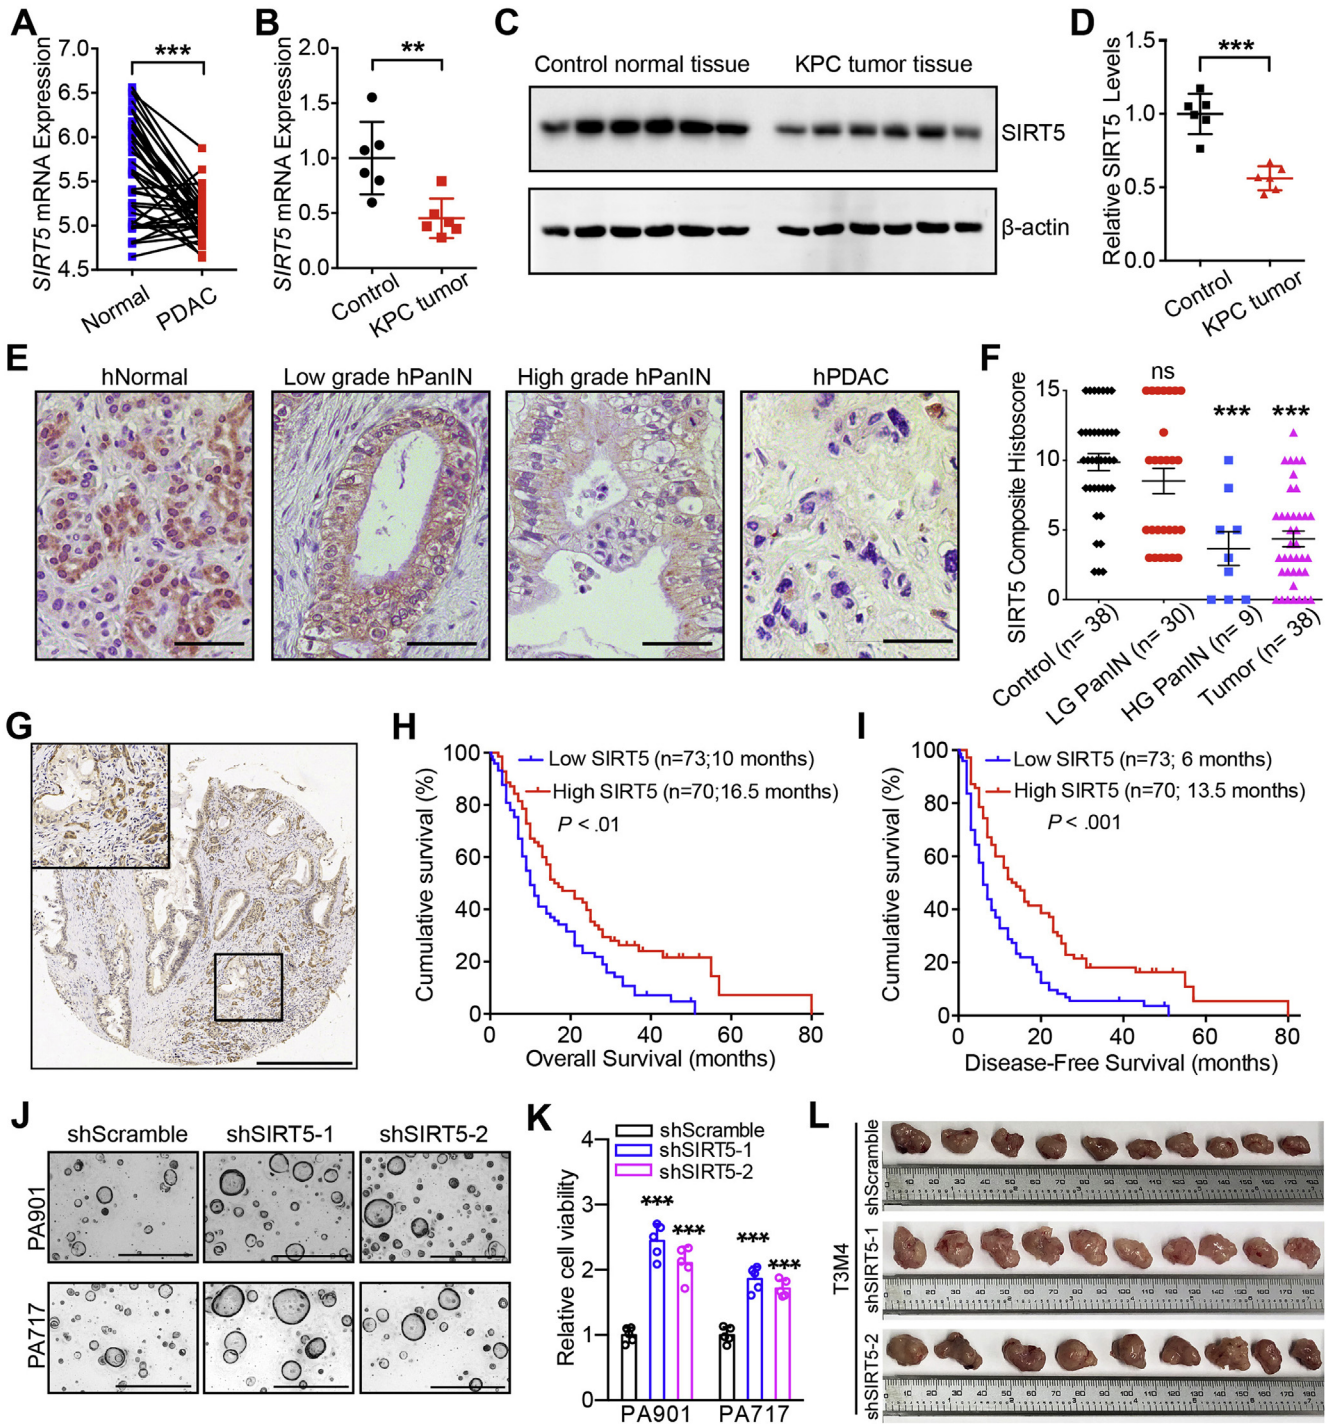 A
SIRT5 mRNA Expression
7.0
6.5
6.0
5.5
5.0
4.5
***
Normal
PDAC
B
SIRT5 mRNA Expression
2.0
1.5
1.0
0.5
0.0
**
Control
KPC tumor
C
Control normal tissue
KPC tumor tissue
SIRT5
β-actin
D
Relative SIRT5 Levels
1.5
1.0
0.5
0.0
***
Control
KPC tumor
E
hNormal
Low grade hPanIN
High grade hPanIN
hPDAC
F
SIRT5 Composite Histoscore
15
10
5
0
ns
***
***
Control (n= 38)
LG PanIN (n= 30)
HG PanIN (n= 9)
Tumor (n= 38)
G
H
Cumulative survival (%)
100
80
60
40
20
0
Low SIRT5 (n=73;10 months)
High SIRT5 (n=70;16.5 months)
P < .01
0 20 40 60 80
Overall Survival (months)
I
Cumulative survival (%)
100
80
60
40
20
0
Low SIRT5 (n=73; 6 months)
High SIRT5 (n=70; 13.5 months)
P < .001
0 20 40 60 80
Disease-Free Survival (months)
J
shScramble
shSIRT5-1
shSIRT5-2
PA901
PA717
K
Relative cell viability
4
3
2
1
0
shScramble
shSIRT5-1
shSIRT5-2
***
***
***
***
PA901
PA717
L
T3M4
shScramble
shSIRT5-1
shSIRT5-2